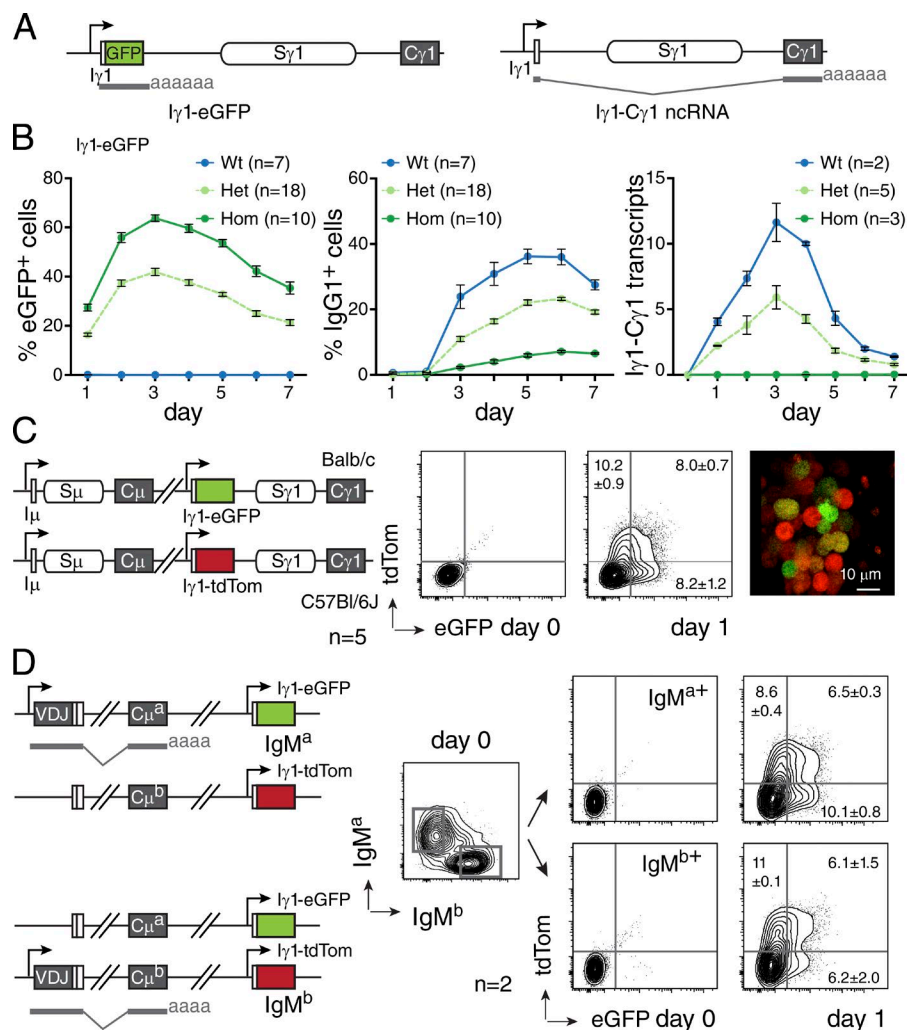 A
GFP
Sγ1
Cγ1
Iγ1
aaaaaa
Iγ1-eGFP
Sγ1
Cγ1
Iγ1
aaaaaa
Iγ1-Cγ1 ncRNA
B
Iγ1-eGFP
Wt (n=7)
Het (n=18)
Hom (n=10)
% eGFP+ cells
80
60
40
20
0
1 3 5 7
day
Wt (n=7)
Het (n=18)
Hom (n=10)
% IgG1+ cells
60
40
20
0
1 3 5 7
day
Wt (n=2)
Het (n=5)
Hom (n=3)
Iγ1-Cγ1 transcripts
15
10
5
0
1 3 5 7
day
C
Balb/c
Sμ
Cμ
Sγ1
Cγ1
Iμ
Iγ1-eGFP
Sμ
Cμ
Sγ1
Cγ1
Iμ
Iγ1-tdTom
C57Bl/6J
n=5
tdTom
eGFP
day 0
10.2
±0.9
8.0±0.7
8.2±1.2
day 1
10 μm
D
Iγ1-eGFP
VDJ
Cμa
aaaa
IgMa
Iγ1-tdTom
Cμb
Iγ1-eGFP
Cμa
Iγ1-tdTom
VDJ
Cμb
aaaa
IgMb
day 0
IgMa
IgMb
n=2
IgMa+
8.6
±0.4
6.5±0.3
10.1±0.8
IgMb+
11
±0.1
6.1±1.5
6.2±2.0
tdTom
eGFP
day 0
day 1